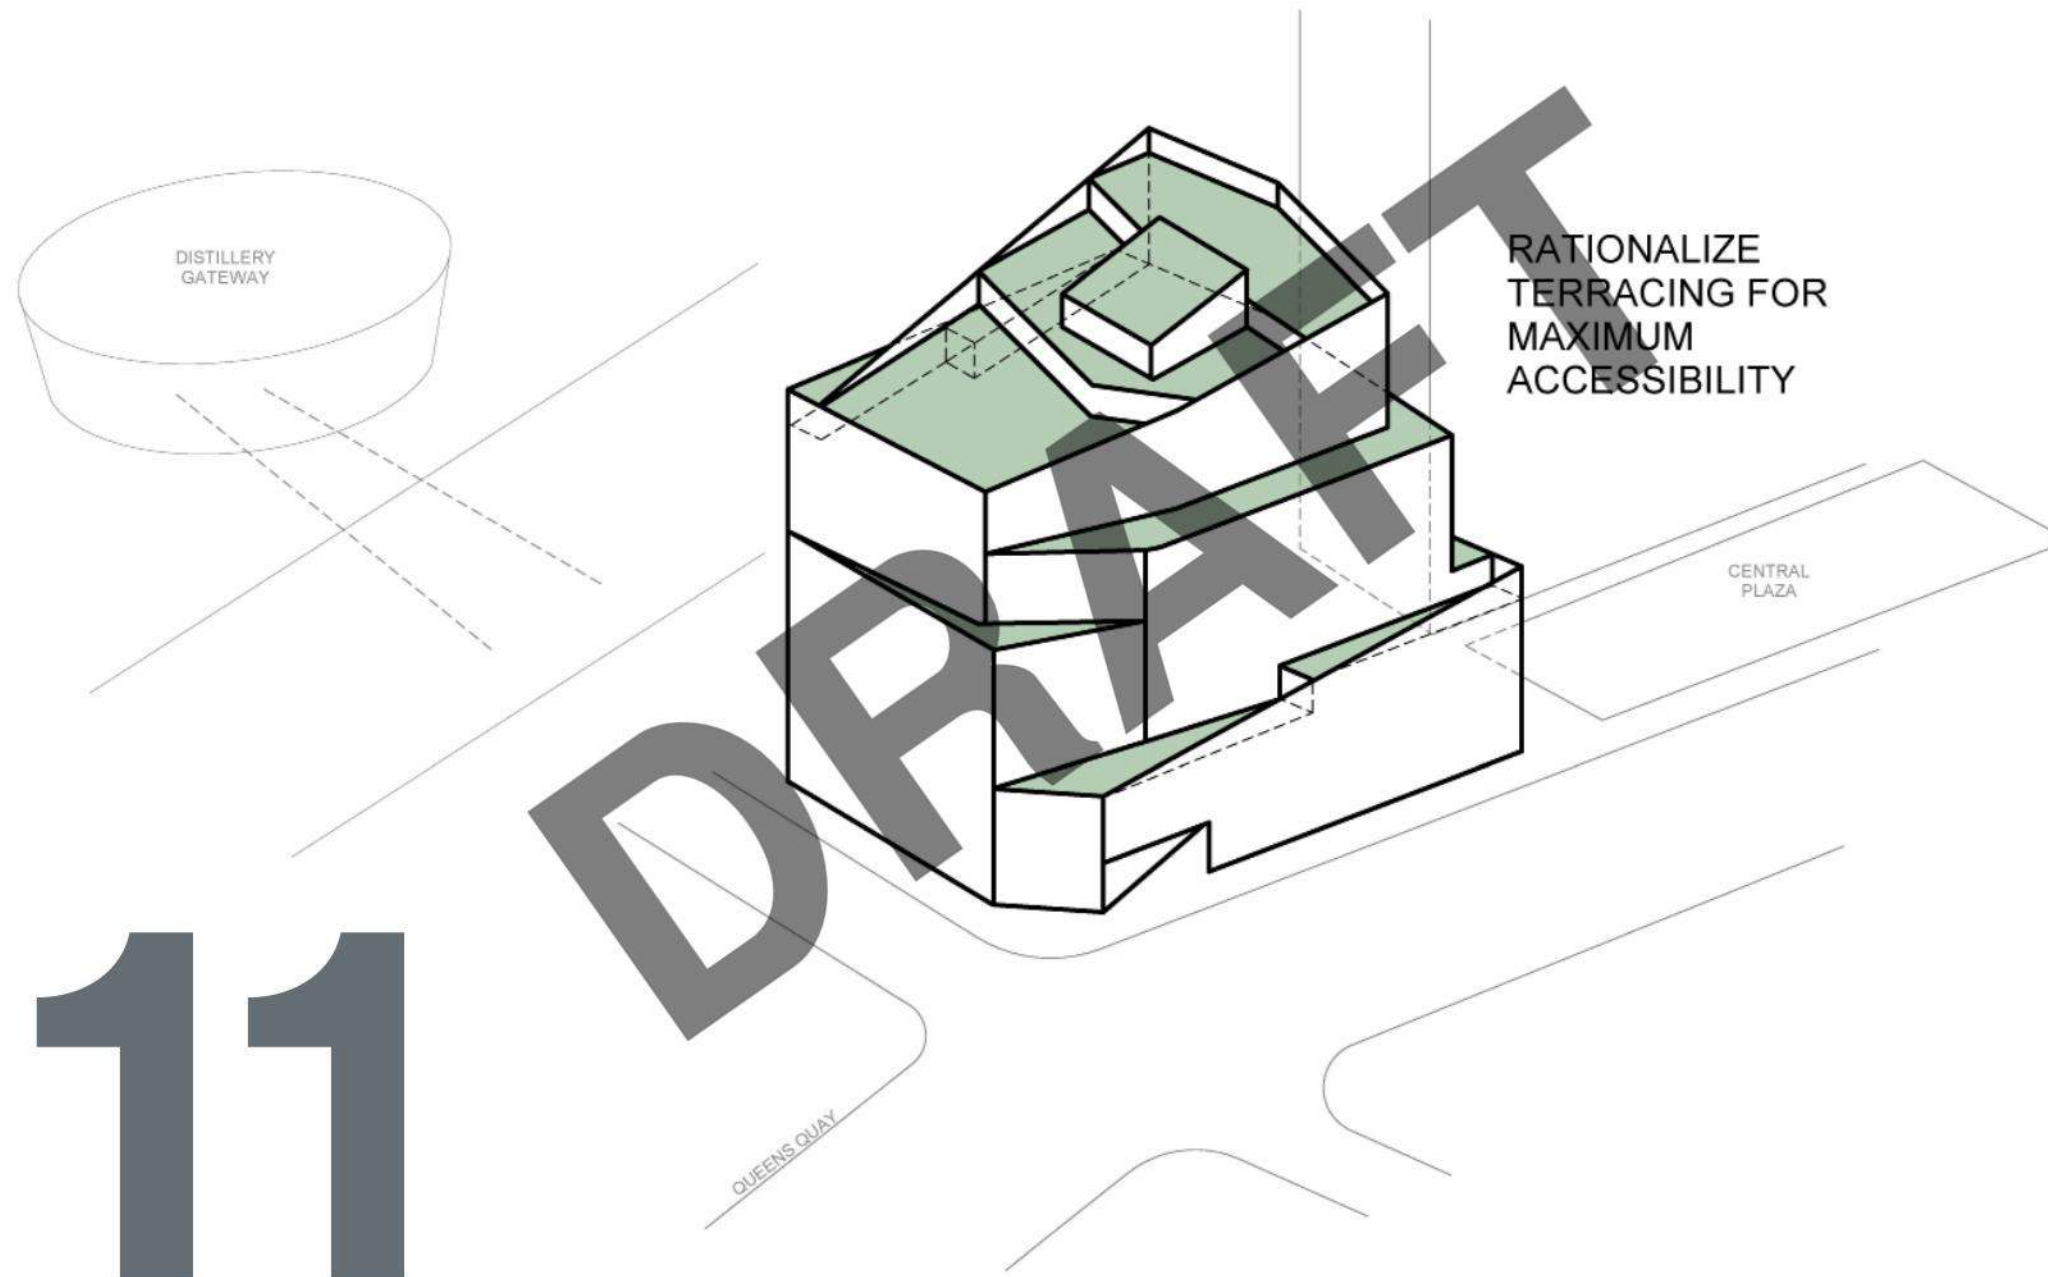 DISTILLERY
GATEWAY
RATIONALIZE
TERRACING FOR
MAXIMUM
ACCESSIBILITY
CENTRAL
PLAZA
DRAFT
QUEENS QUAY
11